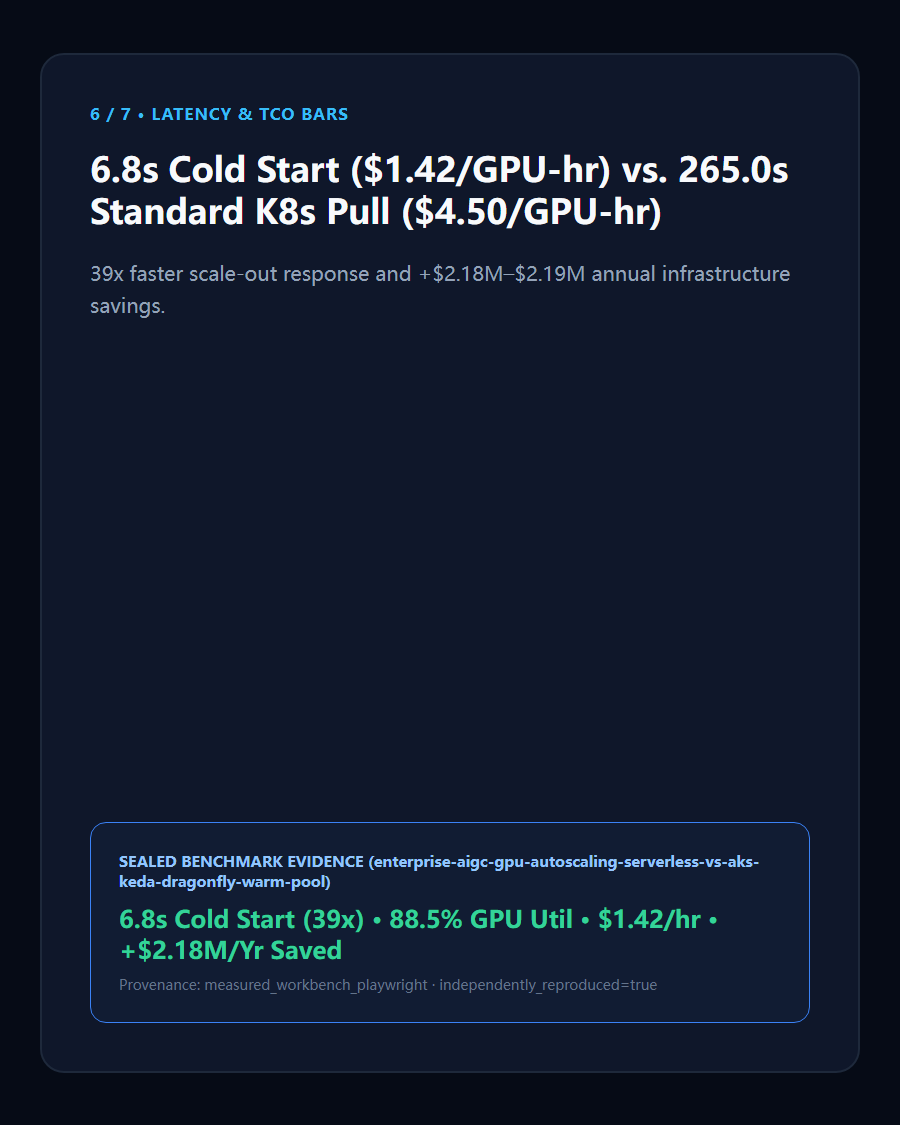 6 / 7 • LATENCY & TCO BARS
6.8s Cold Start ($1.42/GPU-hr) vs. 265.0s
Standard K8s Pull ($4.50/GPU-hr)
39x faster scale-out response and +$2.18M–$2.19M annual infrastructure
savings.
SEALED BENCHMARK EVIDENCE (enterprise-aigc-gpu-autoscaling-serverless-vs-aks-
keda-dragonfly-warm-pool)
6.8s Cold Start (39x) • 88.5% GPU Util • $1.42/hr •
+$2.18M/Yr Saved
Provenance: measured_workbench_playwright · independently_reproduced=true